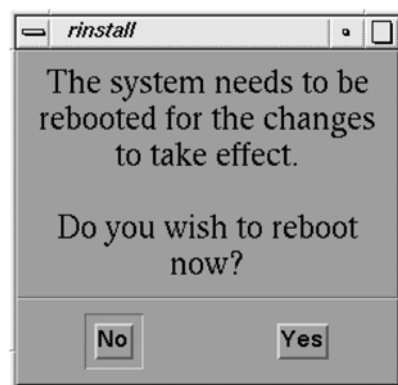 rinstall
The system needs to be
rebooted for the changes
to take effect.
Do you wish to reboot
now?
No
Yes